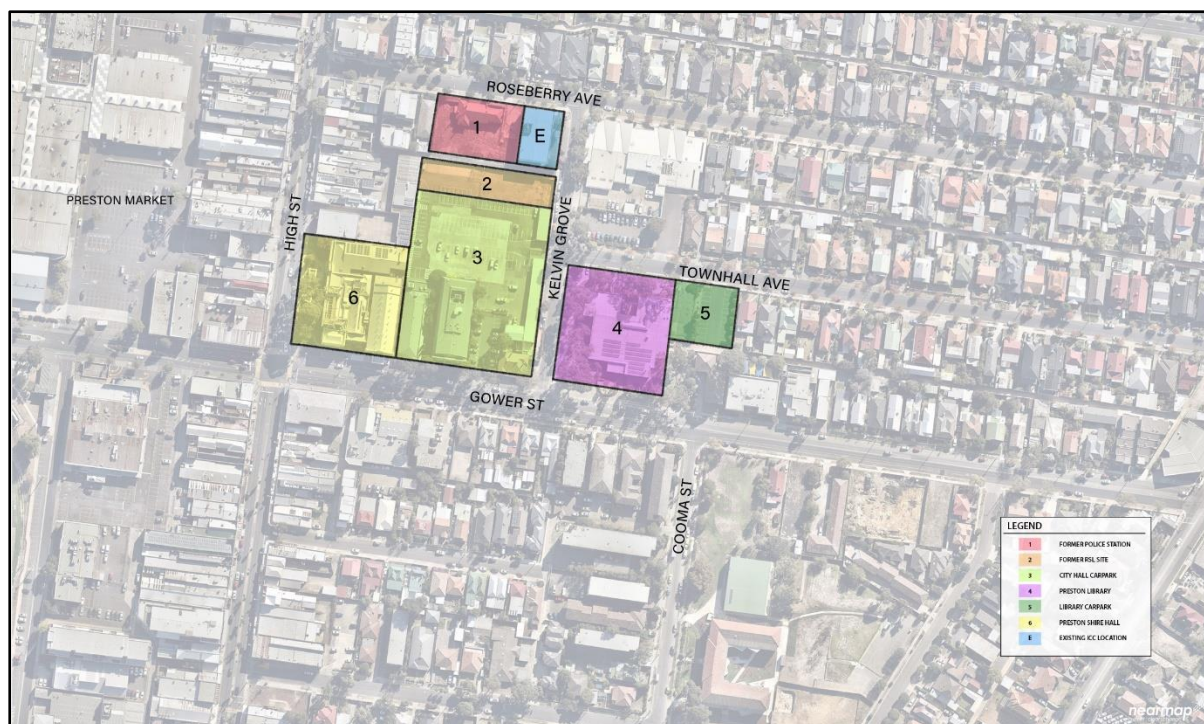 ROSEBERRY AVE
1
E
2
PRESTON MARKET
HIGH ST
KELVIN GROVE
3
TOWNHALL AVE
6
4
5
GOWER ST
COOMA ST
LEGEND
1 FORMER POLICE STATION
2 FORMER RSL SITE
3 CITY HALL CARPARK
4 PRESTON LIBRARY
5 LIBRARY CARPARK
6 PRESTON SHIRE HALL
E EXISTING ICC LOCATION
nearmap